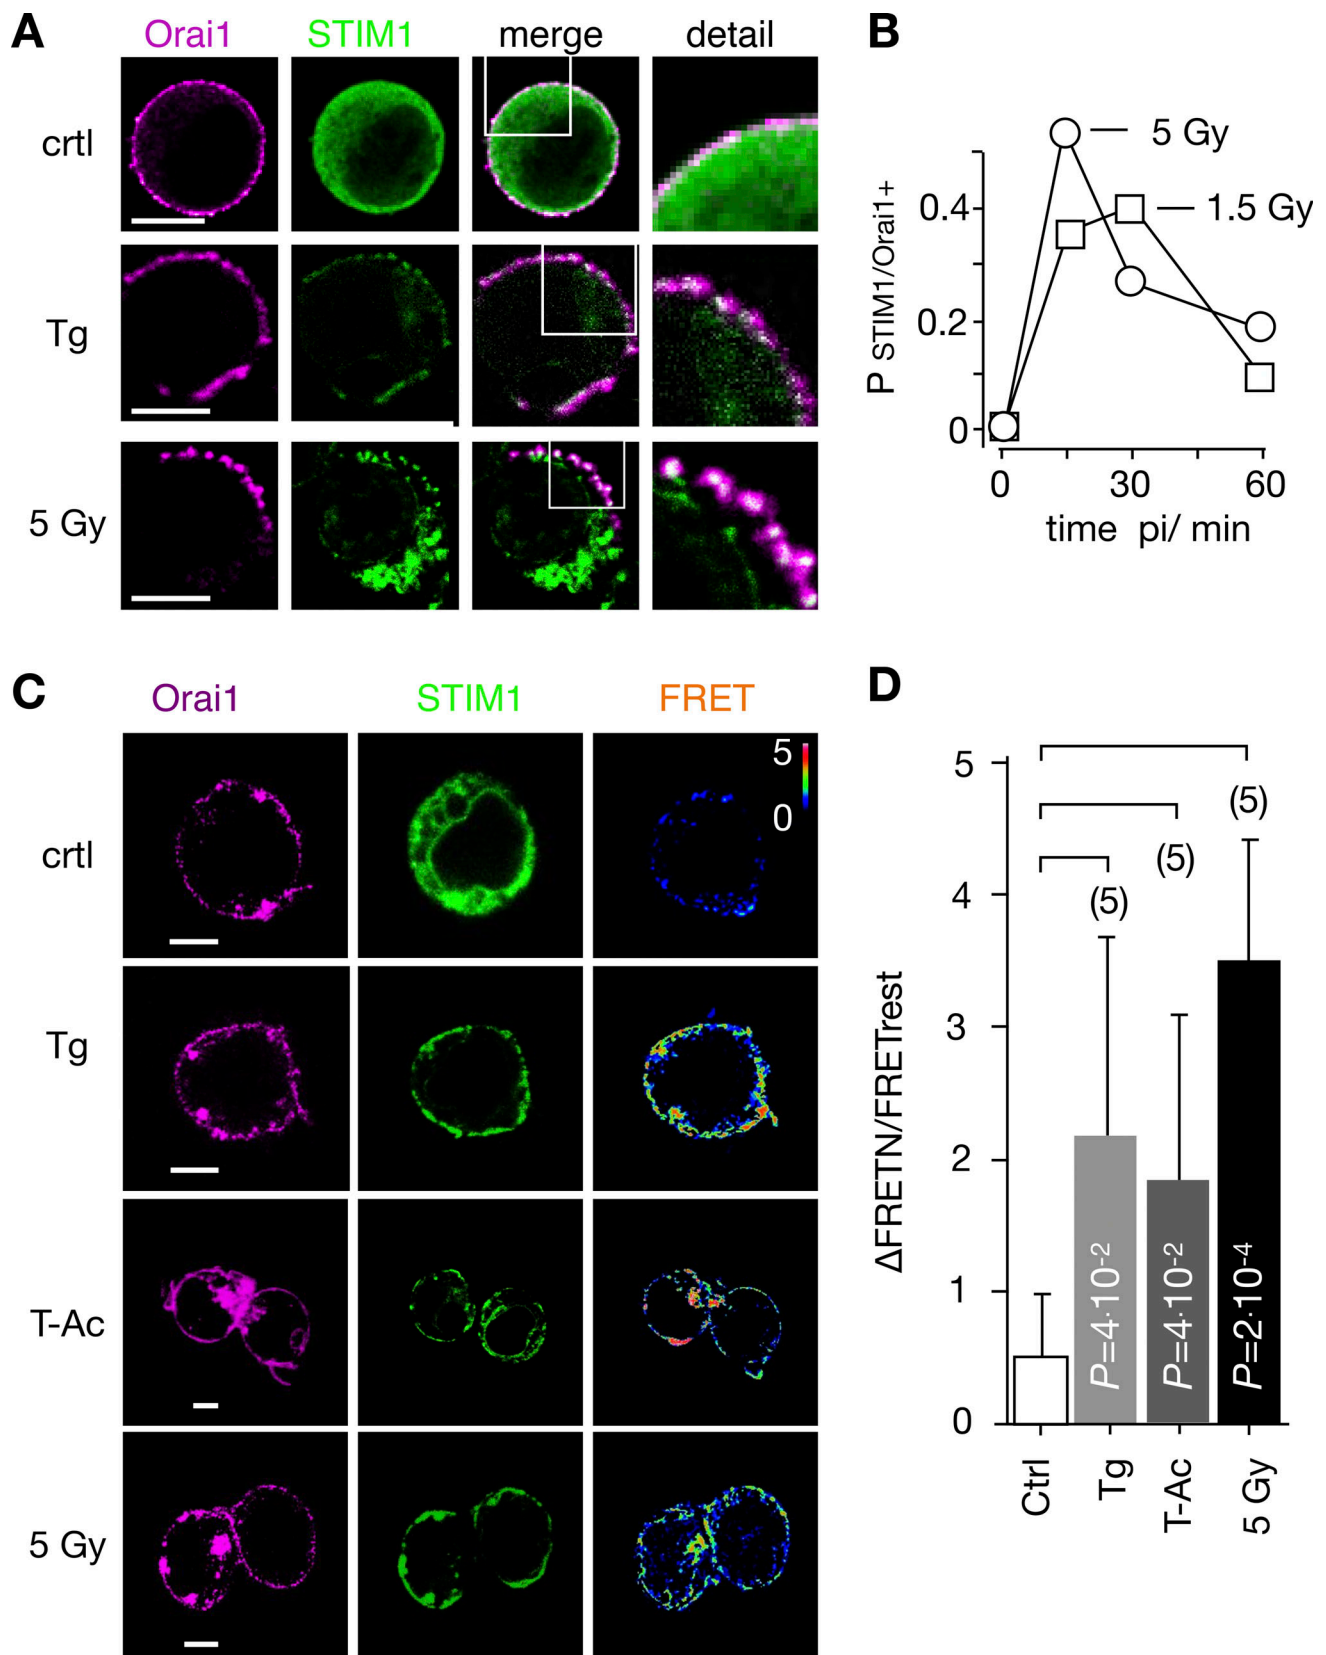 A
Orai1 STIM1 merge detail
crtl
Tg
5 Gy
B
P STIM1/Orai1+
0.4
0.2
0
5 Gy
1.5 Gy
0 30 60
time pi/ min
C
Orai1 STIM1 FRET
5
0
crtl
Tg
T-Ac
5 Gy
D
ΔFRETN/FRETrest
5
4
3
2
1
0
(5)
(5)
(5)
P=4·10-2
P=4·10-2
P=2·10-4
Ctrl
Tg
T-Ac
5 Gy